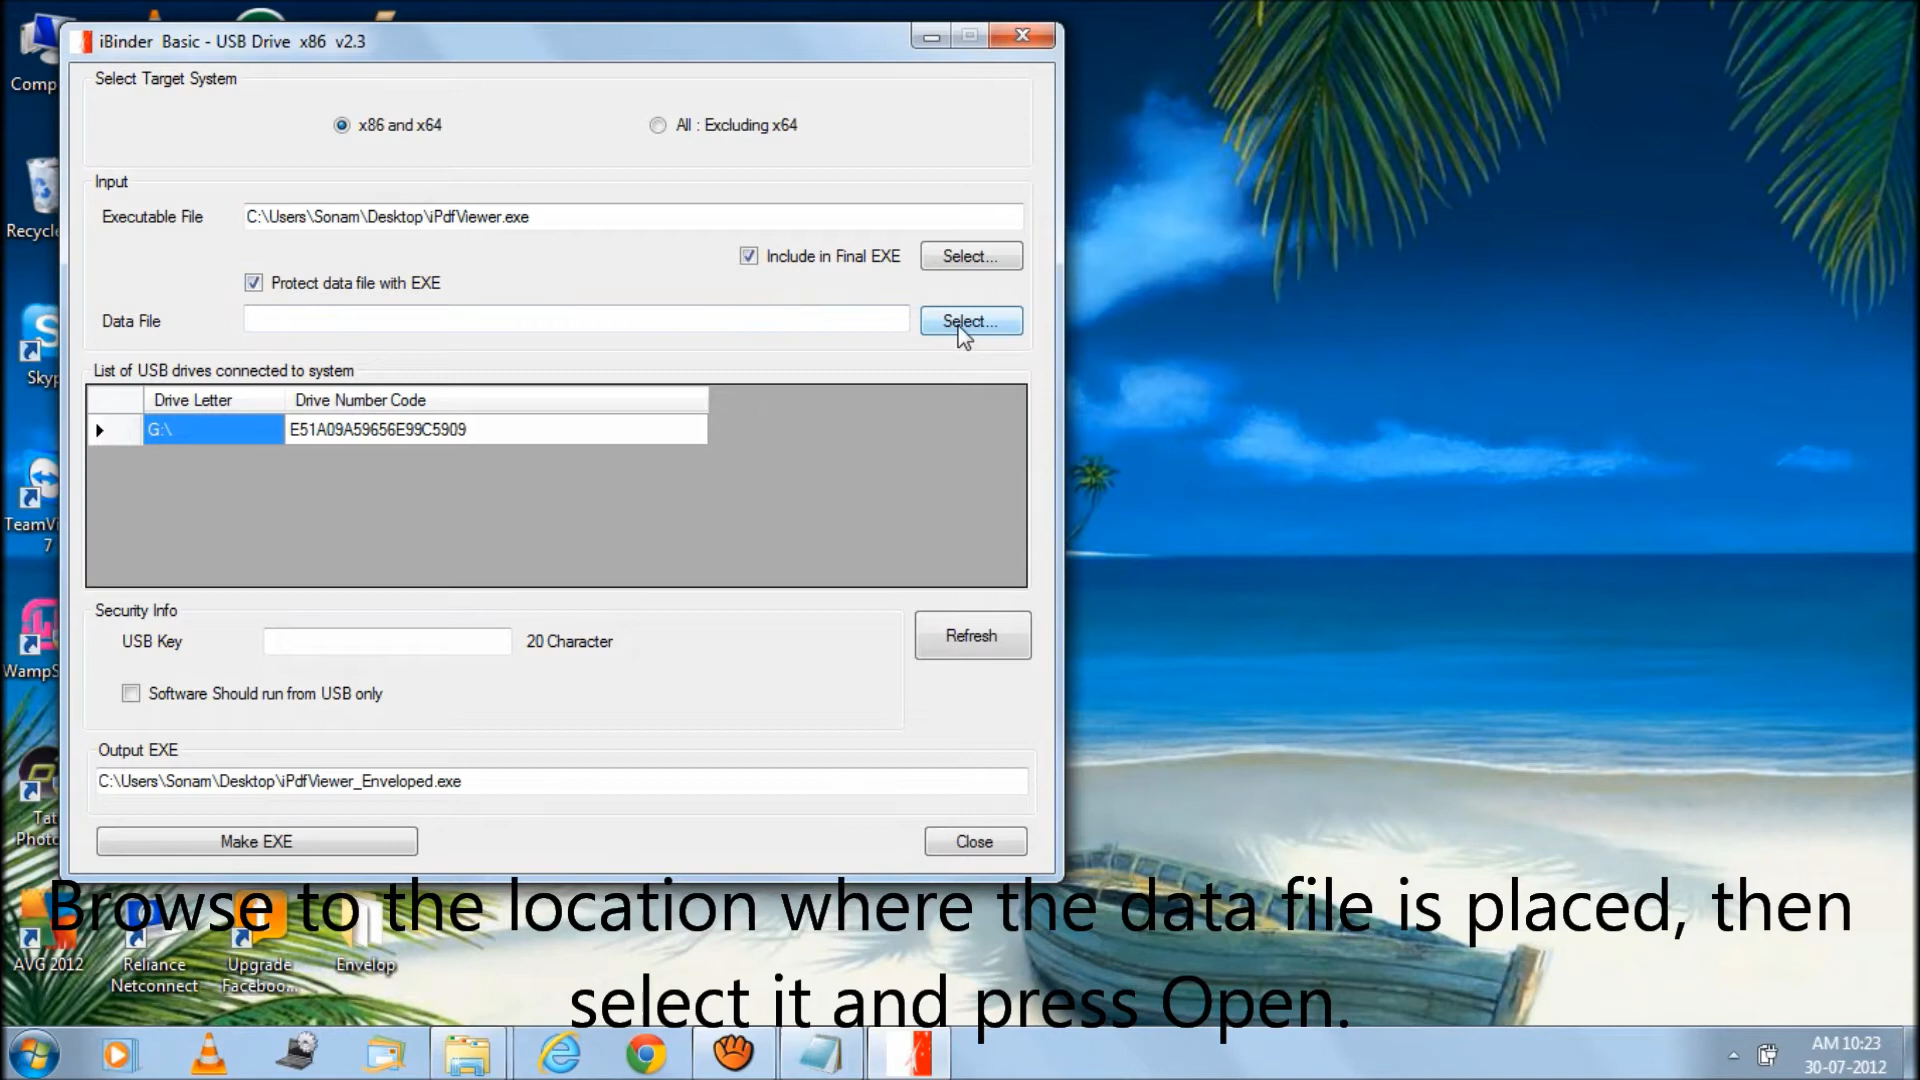 iBinder Basic - USB Drive x86 v2.3
Select Target System
x86 and x64
All : Excluding x64
Input
Executable File
C:\Users\Sonam\Desktop\iPdfViewer.exe
Include in Final EXE
Select...
Protect data file with EXE
Data File
Select...
List of USB drives connected to system
Drive Letter
Drive Number Code
G:\
E51A09A59656E99C5909
Security Info
USB Key
20 Character
Refresh
Software Should run from USB only
Output EXE
C:\Users\Sonam\Desktop\iPdfViewer_Enveloped.exe
Make EXE
Close
Comp
Recycle
Skyp
TeamVi
7
WampS
Tat
Photo
AVG 2012
Reliance
Netconnect
Upgrade
Faceboo...
Envelop
Browse to the location where the data file is placed, then
select it and press Open.
AM 10:23
30-07-2012